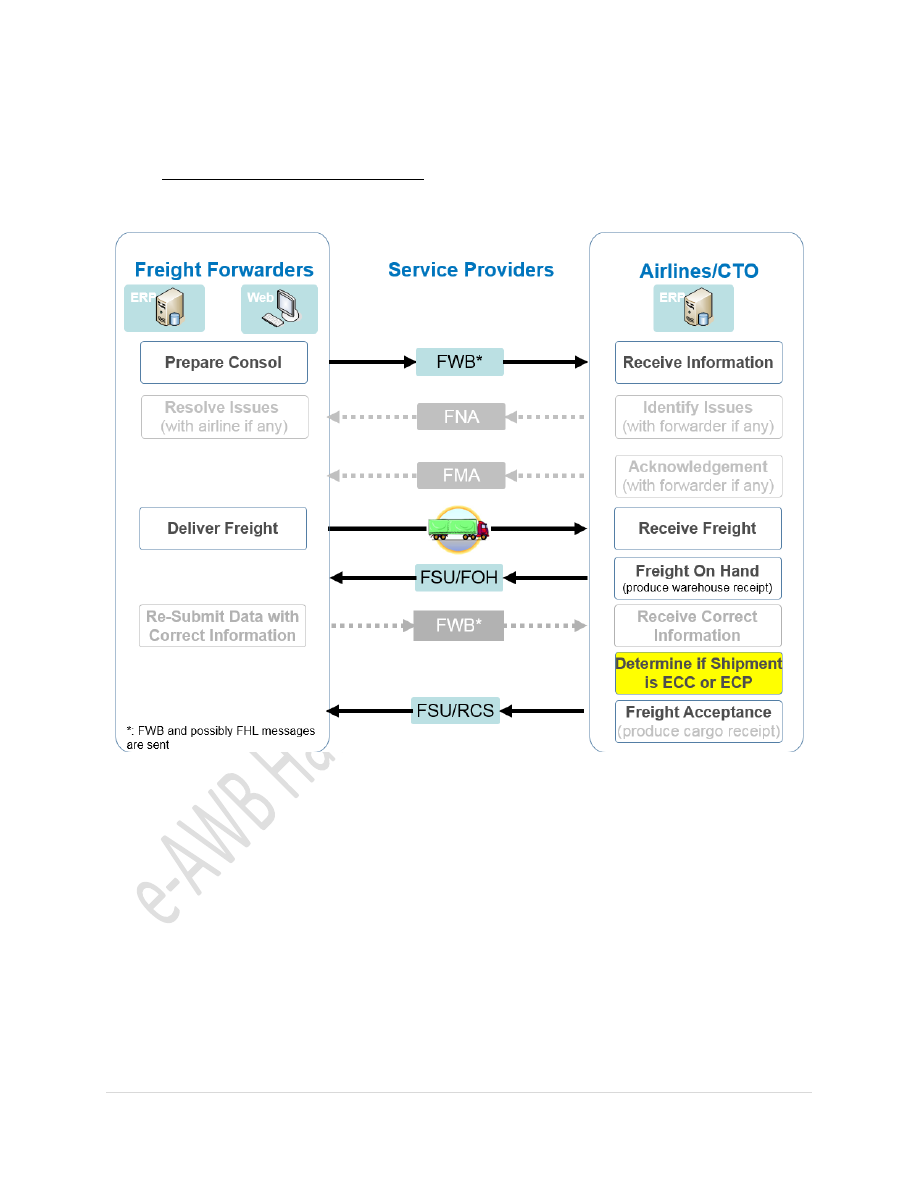 Freight Forwarders
Service Providers
Airlines/CTO
ERP
Web
ERP
Prepare Consol
FWB*
Receive Information
Resolve Issues
(with airline if any)
FNA
Identify Issues
(with forwarder if any)
FMA
Acknowledgement
(with forwarder if any)
Deliver Freight
Receive Freight
FSU/FOH
Freight On Hand
(produce warehouse receipt)
Re-Submit Data with
Correct Information
FWB*
Receive Correct
Information
Determine if Shipment
is ECC or ECP
FSU/RCS
Freight Acceptance
(produce cargo receipt)
*: FWB and possibly FHL messages
are sent
e-AWB Ha